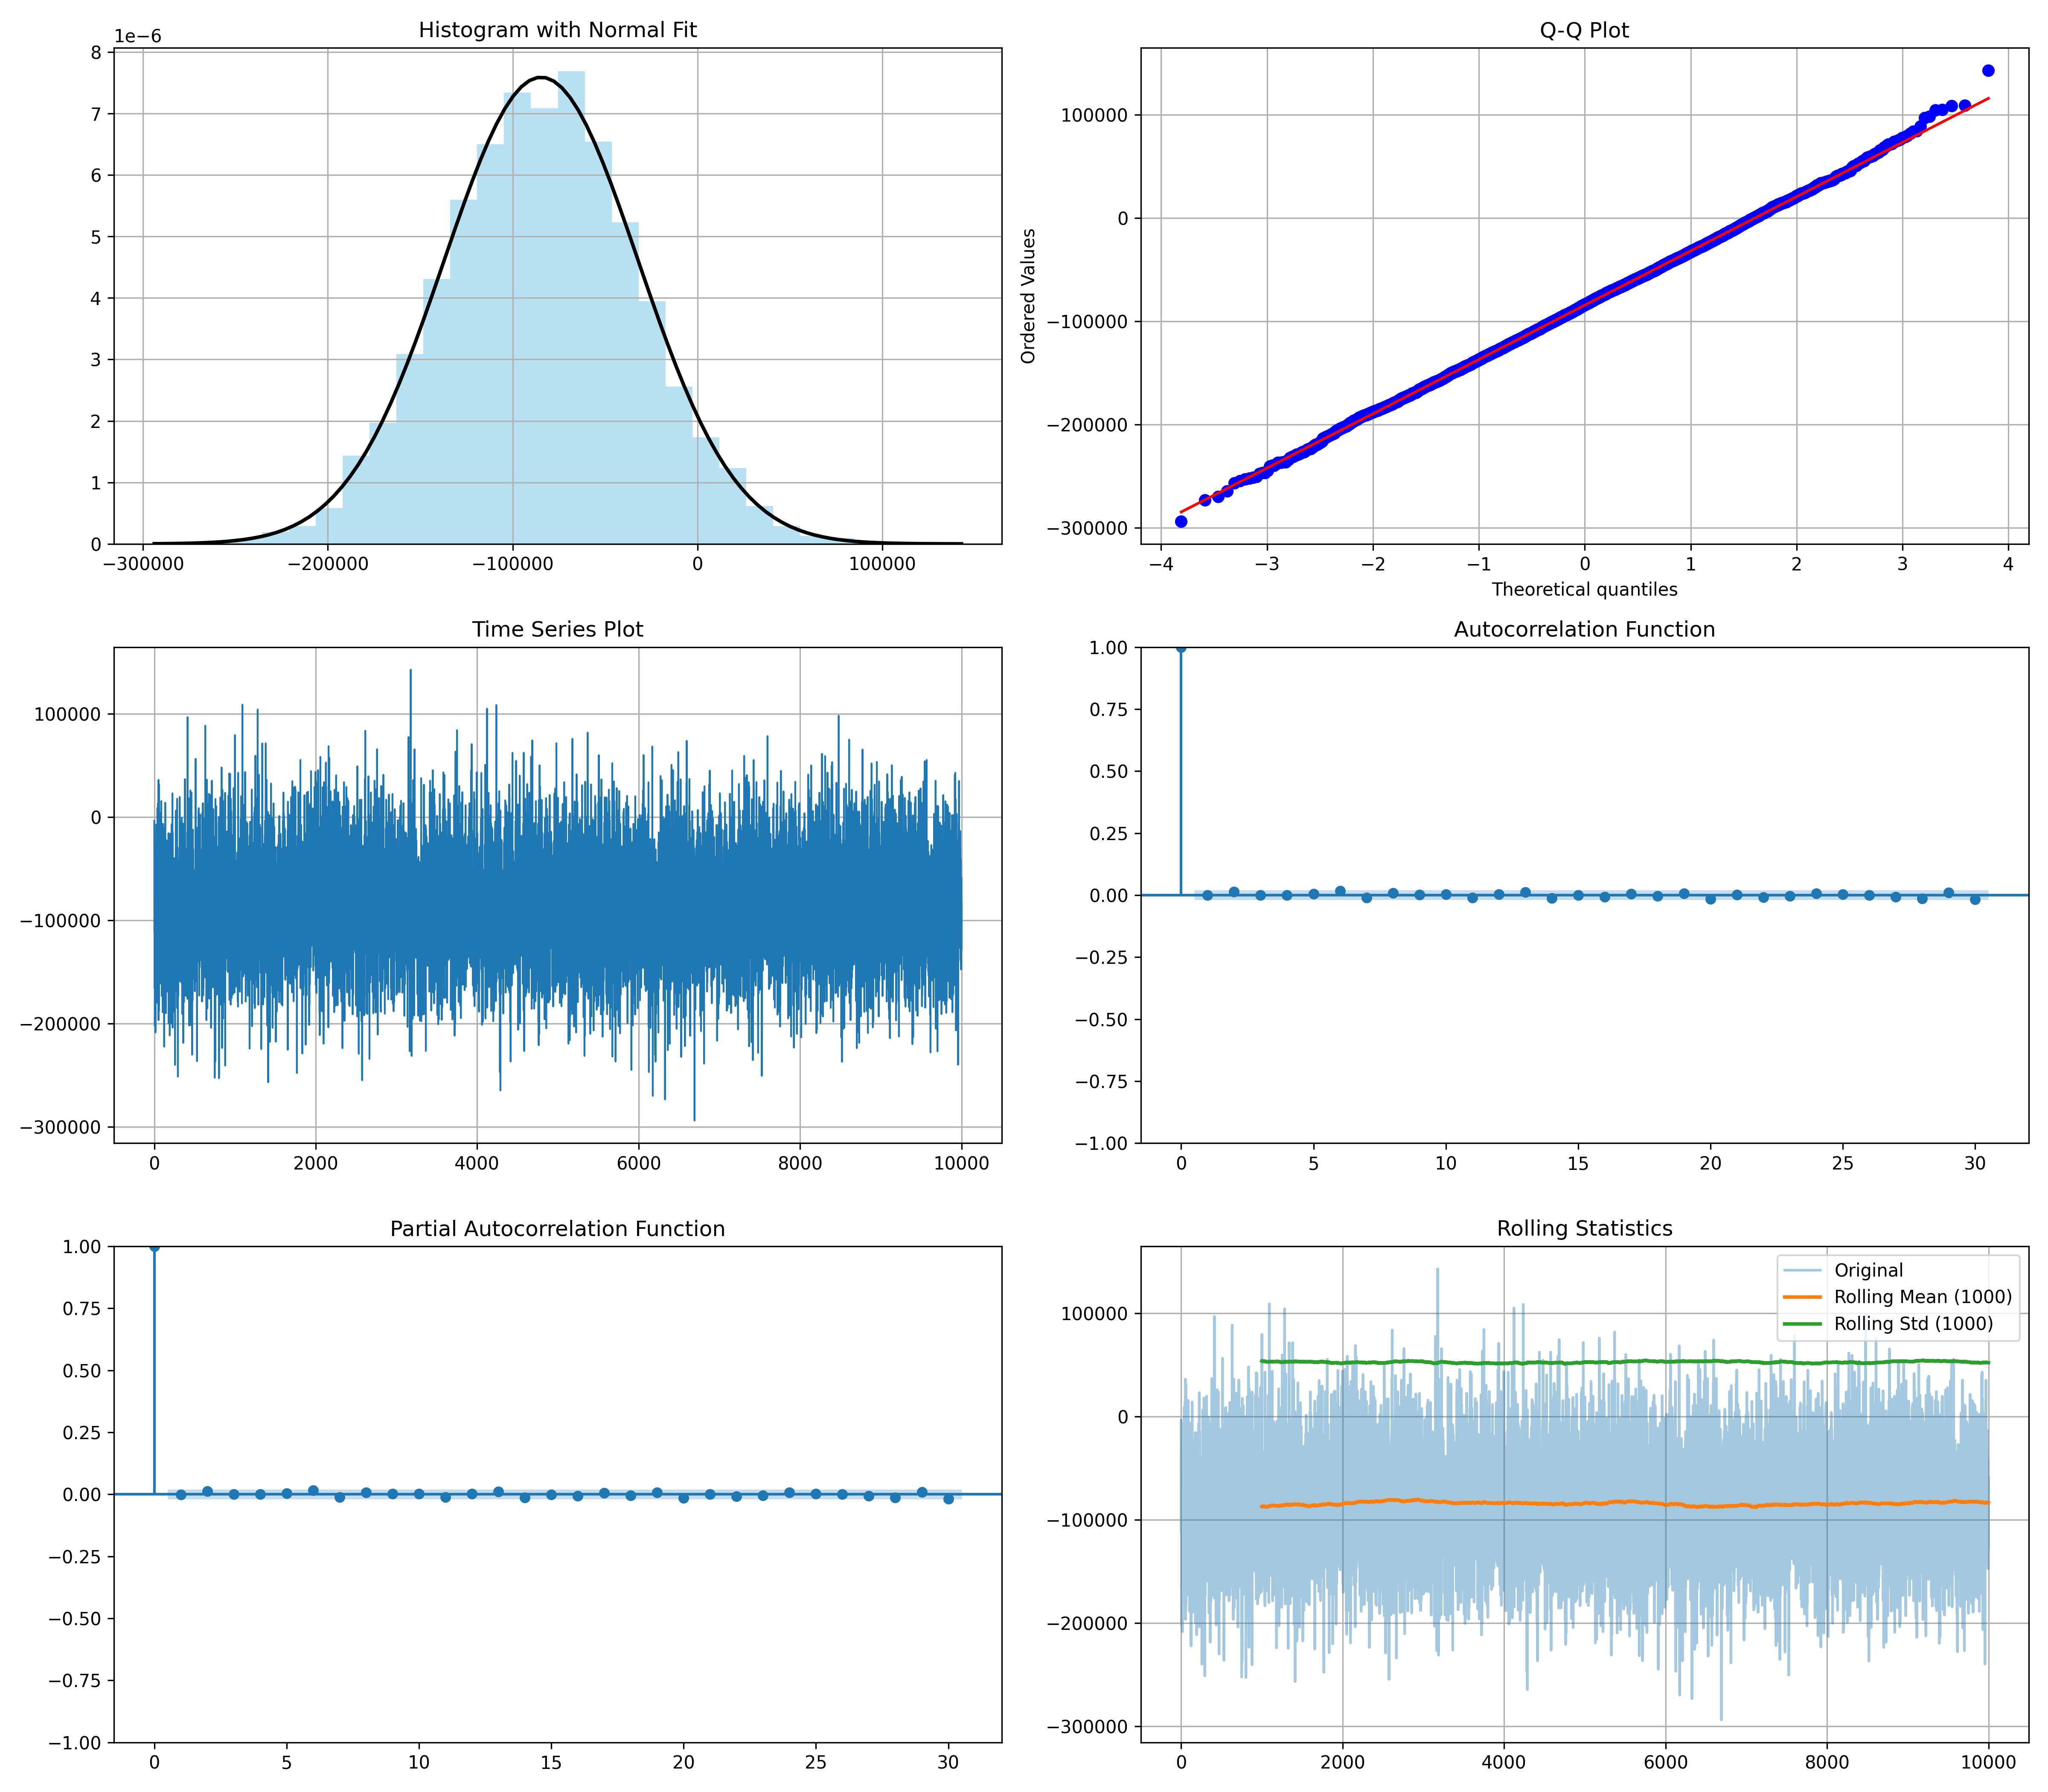 Histogram with Normal Fit
1e−6
8
7
6
5
4
3
2
1
0
−300000 −200000 −100000 0 100000
Q-Q Plot
Ordered Values
100000
0
−100000
−200000
−300000
−4 −3 −2 −1 0 1 2 3 4
Theoretical quantiles
Time Series Plot
100000
0
−100000
−200000
−300000
0 2000 4000 6000 8000 10000
Autocorrelation Function
1.00
0.75
0.50
0.25
0.00
−0.25
−0.50
−0.75
−1.00
0 5 10 15 20 25 30
Partial Autocorrelation Function
1.00
0.75
0.50
0.25
0.00
−0.25
−0.50
−0.75
−1.00
0 5 10 15 20 25 30
Rolling Statistics
Original
Rolling Mean (1000)
Rolling Std (1000)
100000
0
−100000
−200000
−300000
0 2000 4000 6000 8000 10000